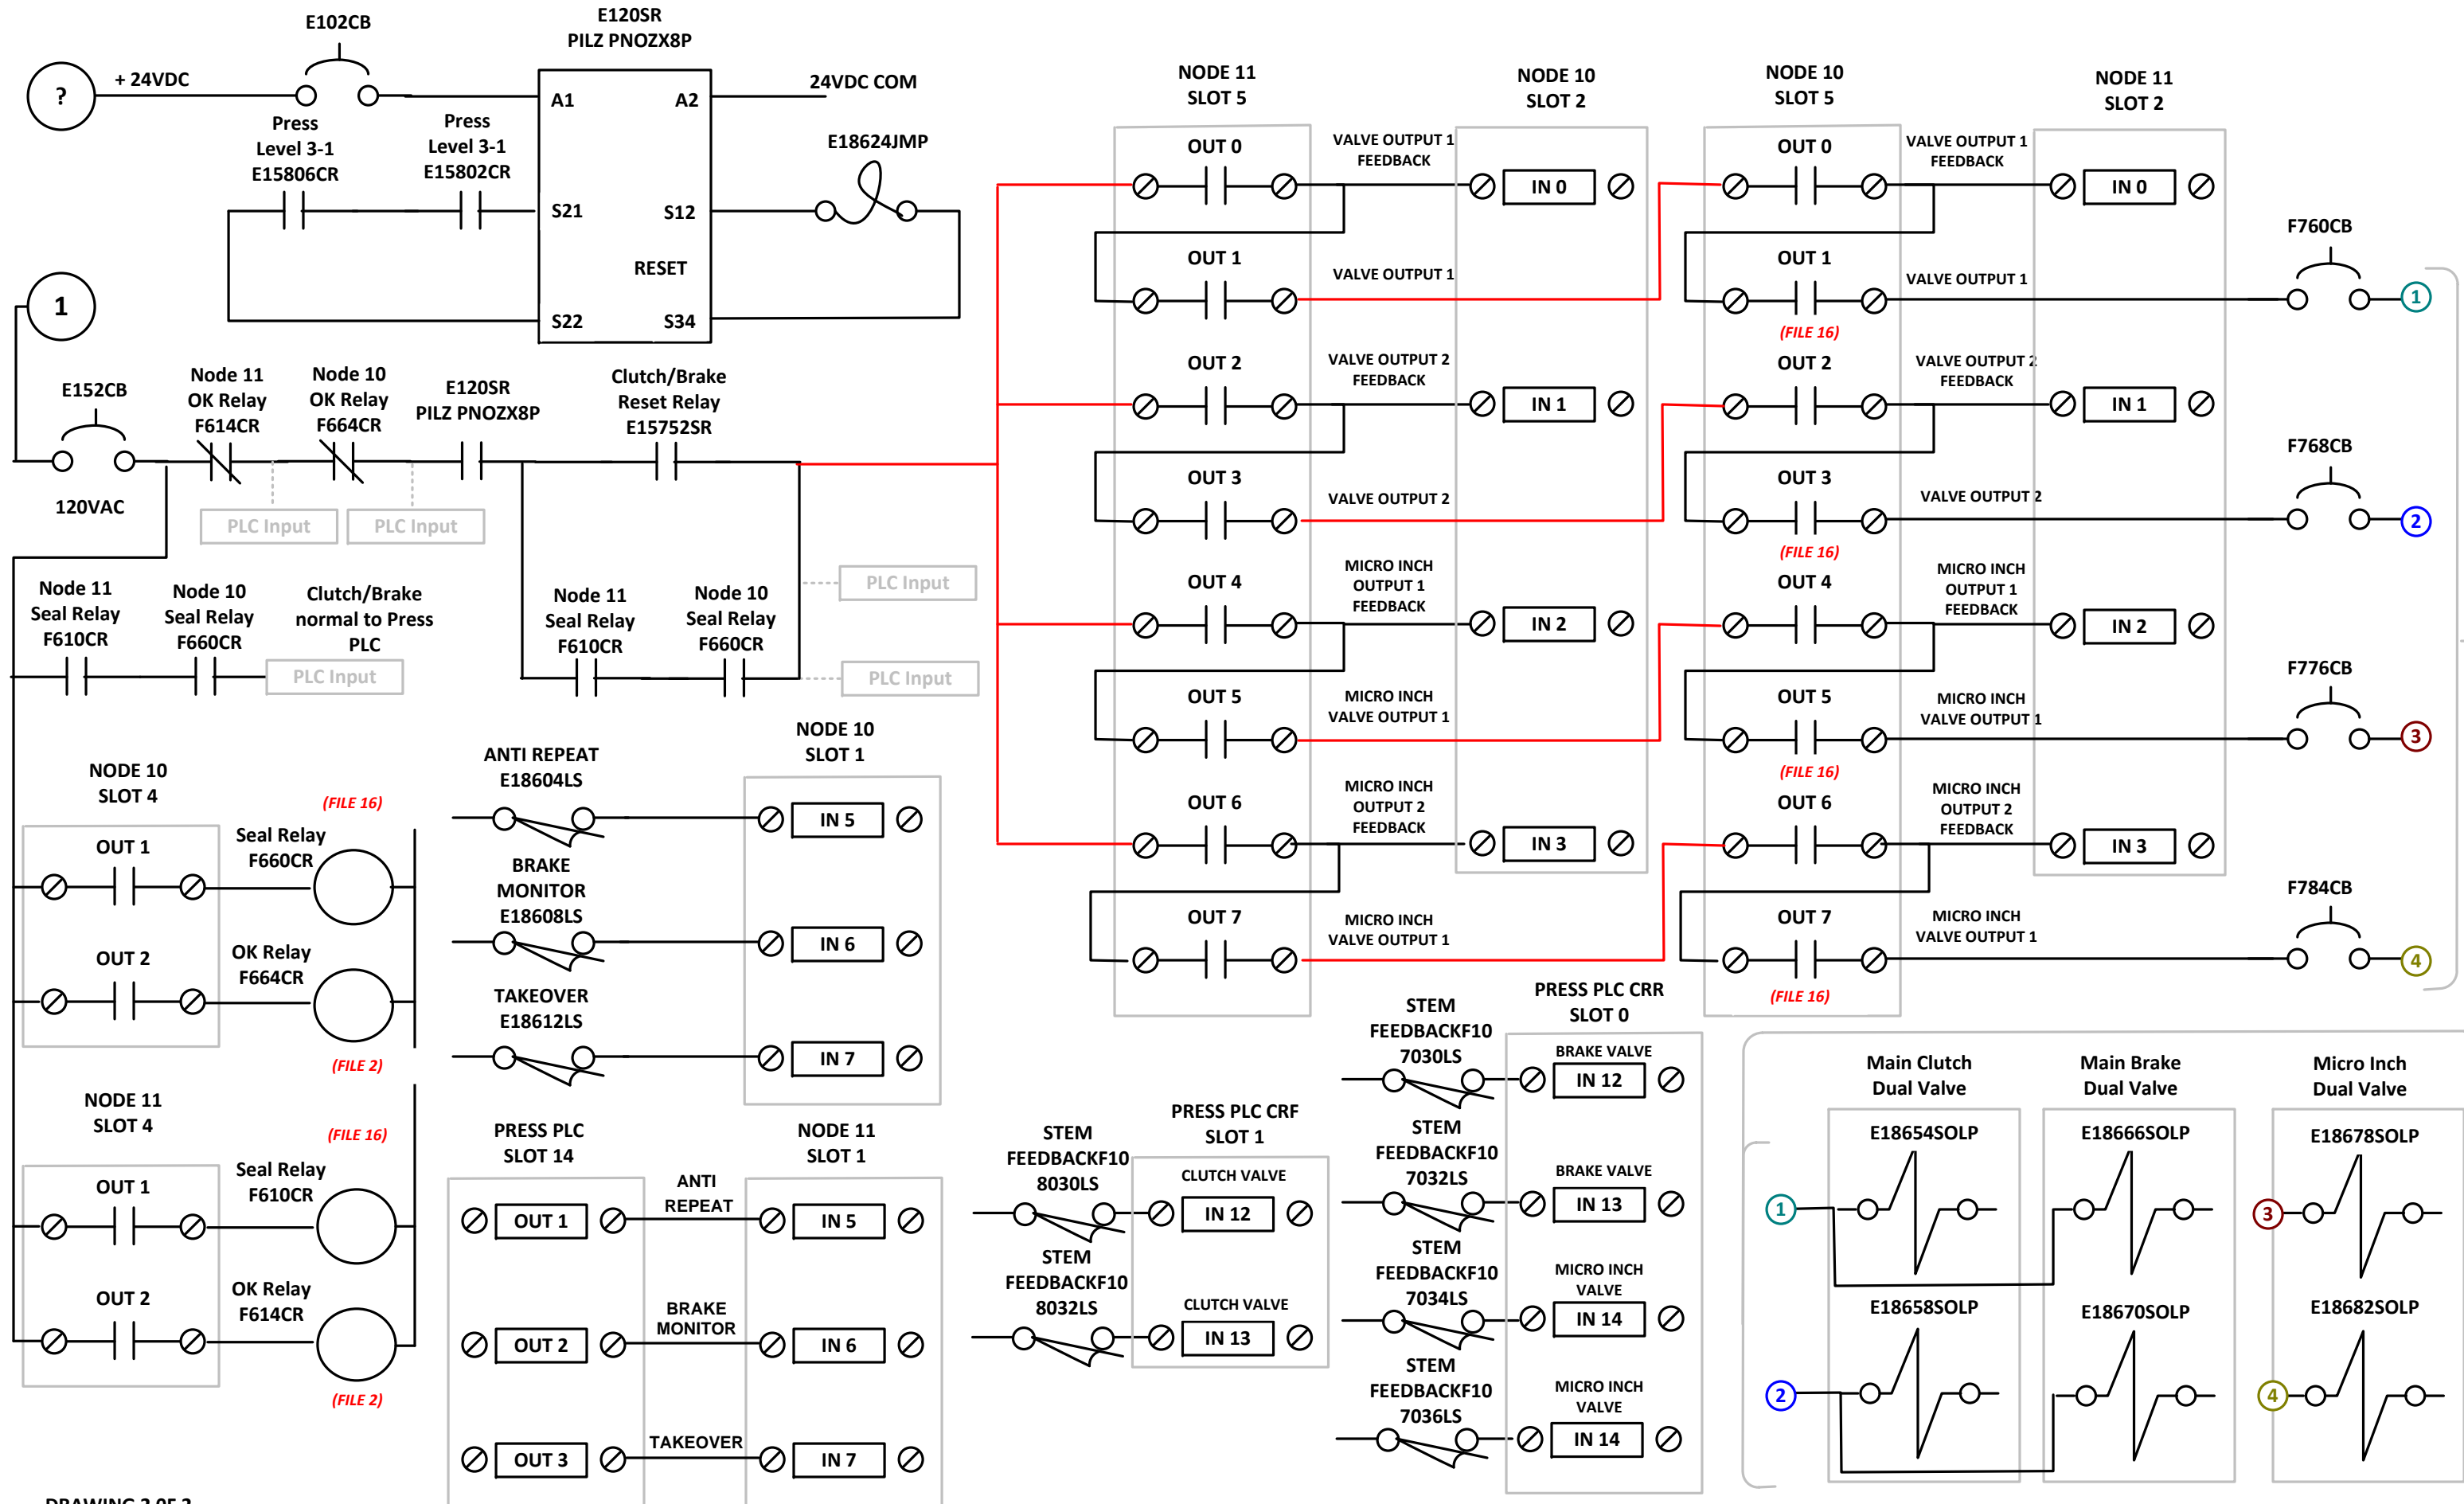 E102CB
E120SR
PILZ PNOZX8P
?
+ 24VDC
A1
A2
24VDC COM
Press
Level 3-1
E15806CR
Press
Level 3-1
E15802CR
E18624JMP
S21
S12
RESET
S22
S34
1
E152CB
120VAC
Node 11
OK Relay
F614CR
Node 10
OK Relay
F664CR
E120SR
PILZ PNOZX8P
Clutch/Brake
Reset Relay
E15752SR
PLC Input
PLC Input
PLC Input
PLC Input
Node 11
Seal Relay
F610CR
Node 10
Seal Relay
F660CR
Clutch/Brake
normal to Press
PLC
PLC Input
Node 11
Seal Relay
F610CR
Node 10
Seal Relay
F660CR
NODE 10
SLOT 4
(FILE 16)
OUT 1
Seal Relay
F660CR
OUT 2
OK Relay
F664CR
(FILE 2)
NODE 11
SLOT 4
(FILE 16)
OUT 1
Seal Relay
F610CR
OUT 2
OK Relay
F614CR
(FILE 2)
ANTI REPEAT
E18604LS
BRAKE
MONITOR
E18608LS
TAKEOVER
E18612LS
NODE 10
SLOT 1
IN 5
IN 6
IN 7
PRESS PLC
SLOT 14
NODE 11
SLOT 1
OUT 1
ANTI
REPEAT
IN 5
OUT 2
BRAKE
MONITOR
IN 6
OUT 3
TAKEOVER
IN 7
NODE 11
SLOT 5
NODE 10
SLOT 2
OUT 0
VALVE OUTPUT 1
FEEDBACK
IN 0
OUT 1
VALVE OUTPUT 1
OUT 2
VALVE OUTPUT 2
FEEDBACK
IN 1
OUT 3
VALVE OUTPUT 2
OUT 4
MICRO INCH
OUTPUT 1
FEEDBACK
IN 2
OUT 5
MICRO INCH
VALVE OUTPUT 1
OUT 6
MICRO INCH
OUTPUT 2
FEEDBACK
IN 3
OUT 7
MICRO INCH
VALVE OUTPUT 1
NODE 10
SLOT 5
NODE 11
SLOT 2
OUT 0
VALVE OUTPUT 1
FEEDBACK
IN 0
OUT 1
VALVE OUTPUT 1
(FILE 16)
F760CB
1
OUT 2
VALVE OUTPUT 2
FEEDBACK
IN 1
OUT 3
VALVE OUTPUT 2
(FILE 16)
F768CB
2
OUT 4
MICRO INCH
OUTPUT 1
FEEDBACK
IN 2
OUT 5
MICRO INCH
VALVE OUTPUT 1
(FILE 16)
F776CB
3
OUT 6
MICRO INCH
OUTPUT 2
FEEDBACK
IN 3
OUT 7
MICRO INCH
VALVE OUTPUT 1
(FILE 16)
F784CB
4
PRESS PLC CRF
SLOT 1
STEM
FEEDBACKF10
8030LS
CLUTCH VALVE
IN 12
STEM
FEEDBACKF10
8032LS
CLUTCH VALVE
IN 13
PRESS PLC CRR
SLOT 0
STEM
FEEDBACKF10
7030LS
BRAKE VALVE
IN 12
STEM
FEEDBACKF10
7032LS
BRAKE VALVE
IN 13
STEM
FEEDBACKF10
7034LS
MICRO INCH
VALVE
IN 14
STEM
FEEDBACKF10
7036LS
MICRO INCH
VALVE
IN 14
Main Clutch
Dual Valve
Main Brake
Dual Valve
Micro Inch
Dual Valve
E18654SOLP
E18666SOLP
E18678SOLP
1
3
E18658SOLP
E18670SOLP
E18682SOLP
2
4